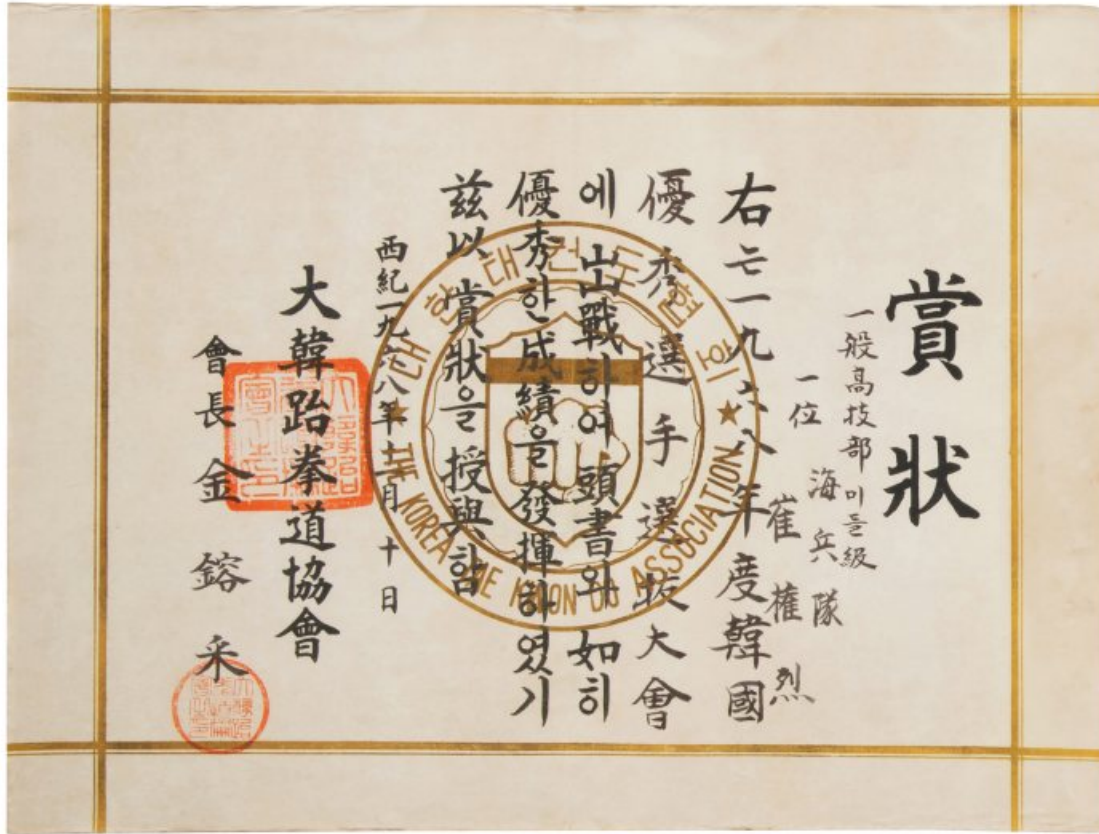 賞狀
一般高技部 미들級
一位 海兵隊
崔權烈
右는 一九六八年度韓國
優秀選手選拔大會
에 出戰하여 頭書와 如히
優秀한 成績을 發揮하였기
玆以 賞狀을 授與함
西紀一九六八年十月 十日
大韓跆拳道協會
會長 金 鎔 采
대한태권도협회
THE KOREA TAE KWON DO ASSOCIATION